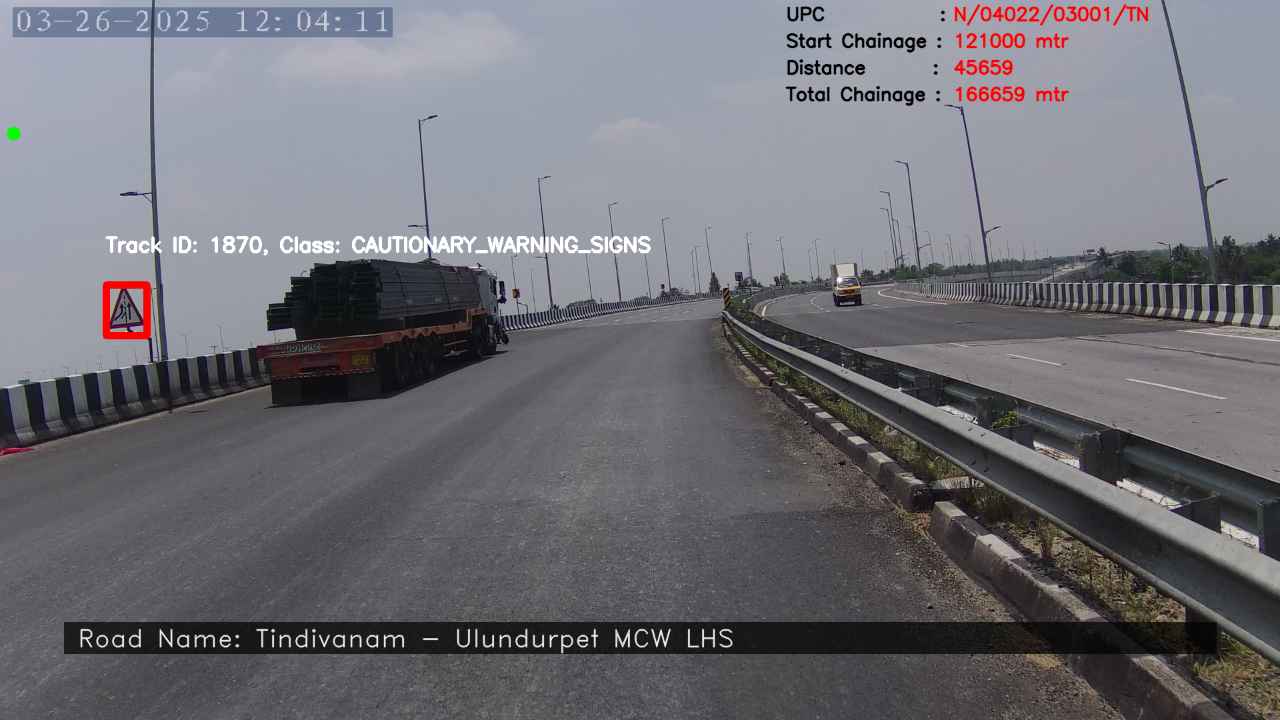 03-26-2025 12:04:11
UPC : N/04022/03001/TN
Start Chainage : 121000 mtr
Distance : 45659
Total Chainage : 166659 mtr
Track ID: 1870, Class: CAUTIONARY_WARNING_SIGNS
Road Name: Tindivanam - Ulundurpet MCW LHS